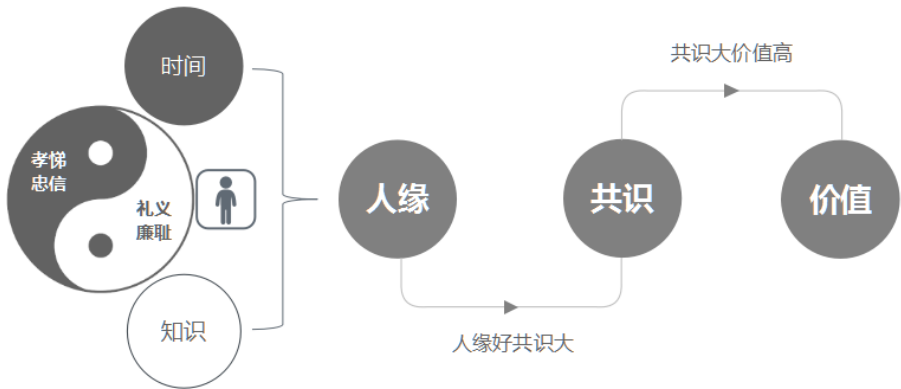 时间
孝悌
忠信
礼义
廉耻
知识
人缘
共识
价值
共识大价值高
人缘好共识大